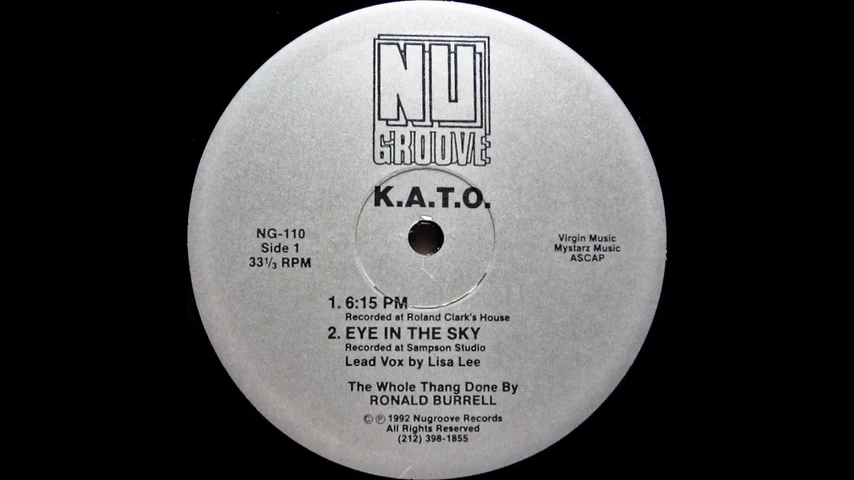 NU
GROOVE
K.A.T.O.
NG-110
Side 1
33⅓ RPM
Virgin Music
Mystarz Music
ASCAP
1. 6:15 PM
Recorded at Roland Clark's House
2. EYE IN THE SKY
Recorded at Sampson Studio
Lead Vox by Lisa Lee
The Whole Thang Done By
RONALD BURRELL
© ℗ 1992 Nugroove Records
All Rights Reserved
(212) 398-1855